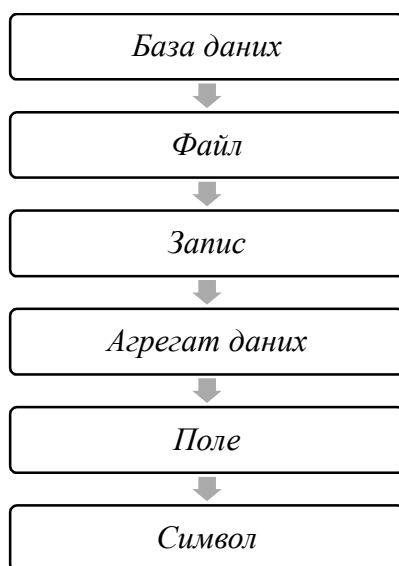 База даних
Файл
Запис
Агрегат даних
Поле
Символ